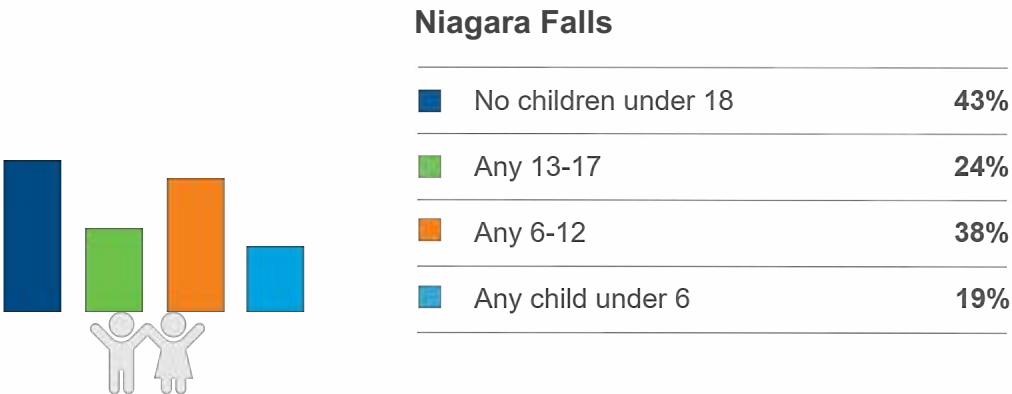 Niagara Falls
No children under 18 43%
Any 13-17 24%
Any 6-12 38%
Any child under 6 19%